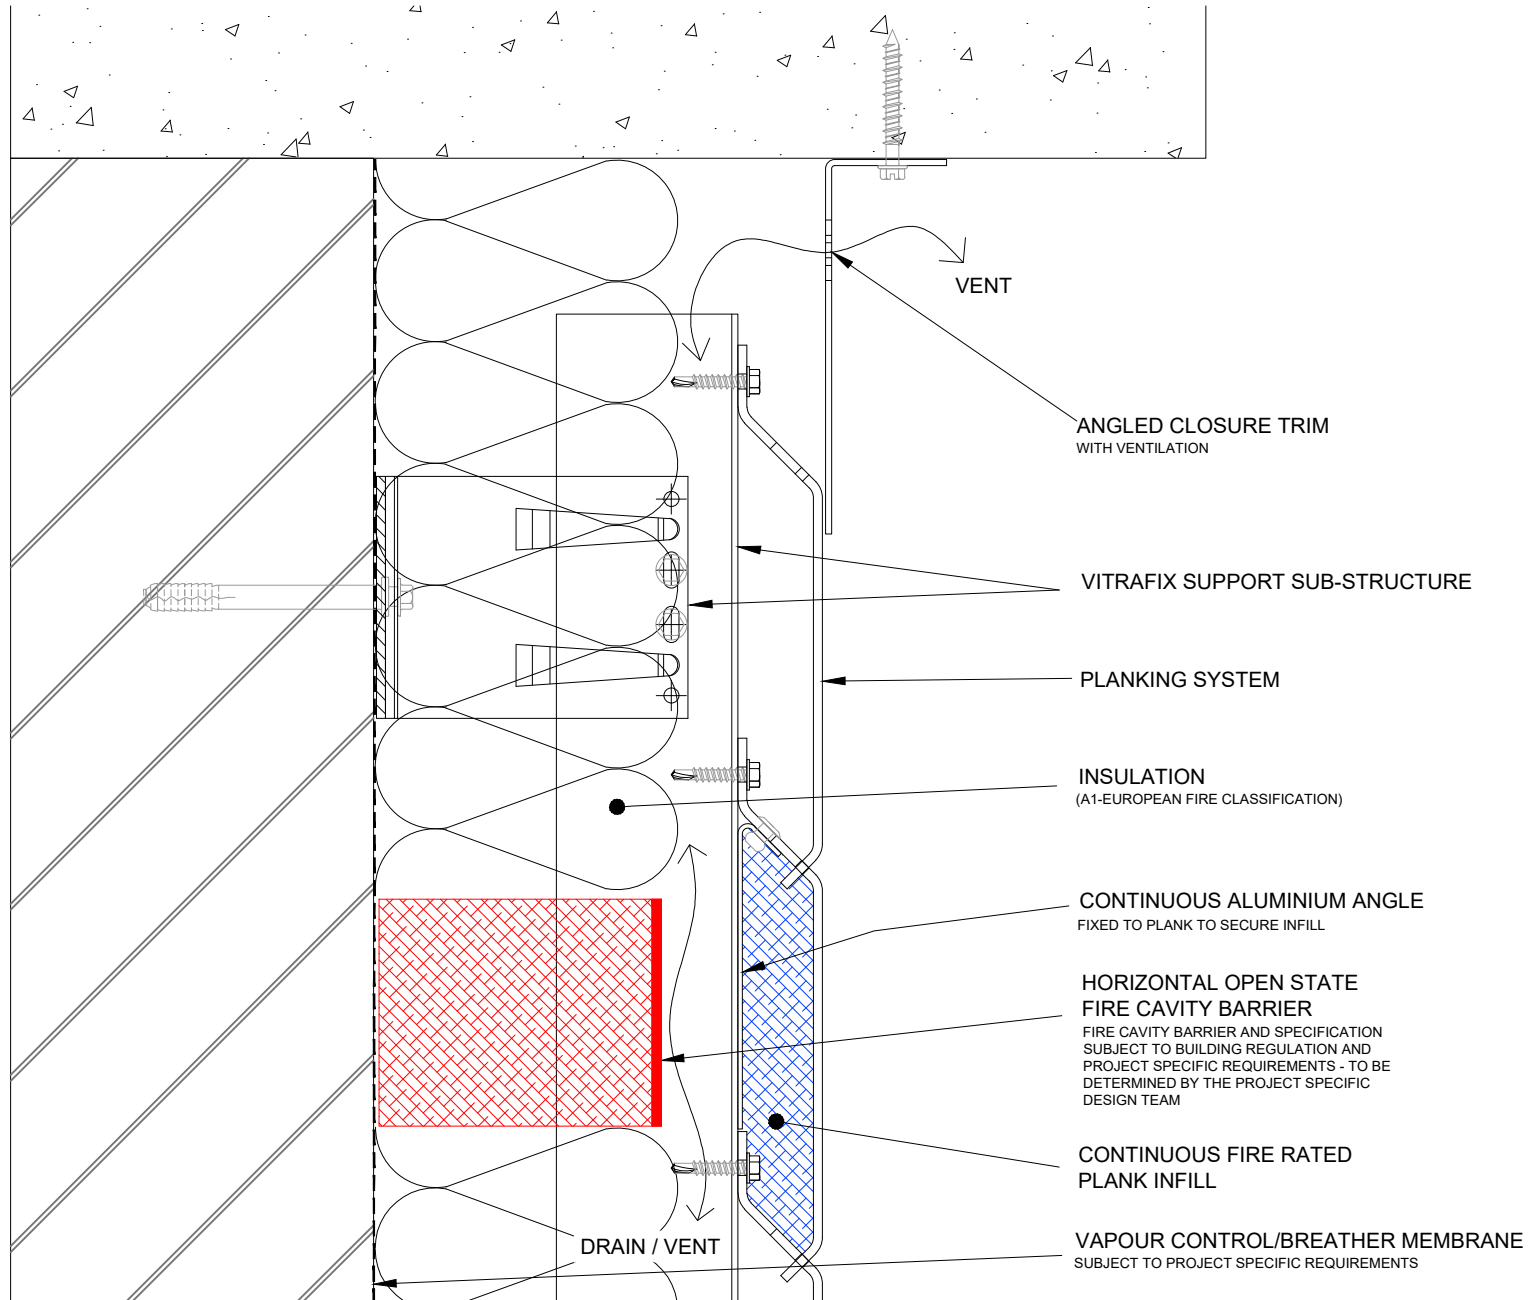 VENT
ANGLED CLOSURE TRIM
WITH VENTILATION
VITRAFIX SUPPORT SUB-STRUCTURE
PLANKING SYSTEM
INSULATION
(A1-EUROPEAN FIRE CLASSIFICATION)
CONTINUOUS ALUMINIUM ANGLE
FIXED TO PLANK TO SECURE INFILL
HORIZONTAL OPEN STATE
FIRE CAVITY BARRIER
FIRE CAVITY BARRIER AND SPECIFICATION
SUBJECT TO BUILDING REGULATION AND
PROJECT SPECIFIC REQUIREMENTS - TO BE
DETERMINED BY THE PROJECT SPECIFIC
DESIGN TEAM
CONTINUOUS FIRE RATED
PLANK INFILL
DRAIN / VENT
VAPOUR CONTROL/BREATHER MEMBRANE
SUBJECT TO PROJECT SPECIFIC REQUIREMENTS